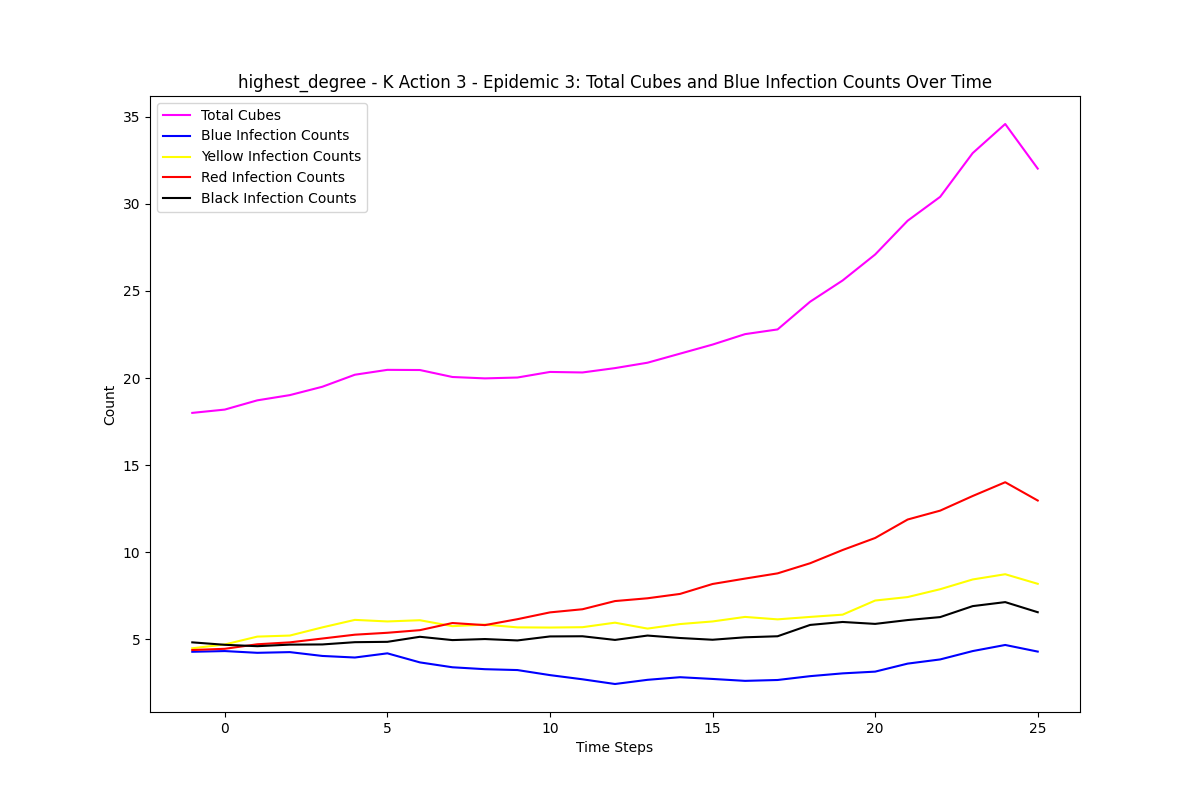 highest_degree - K Action 3 - Epidemic 3: Total Cubes and Blue Infection Counts Over Time
Total Cubes
Blue Infection Counts
Yellow Infection Counts
Red Infection Counts
Black Infection Counts
35
30
25
20
15
10
5
Count
0 5 10 15 20 25
Time Steps